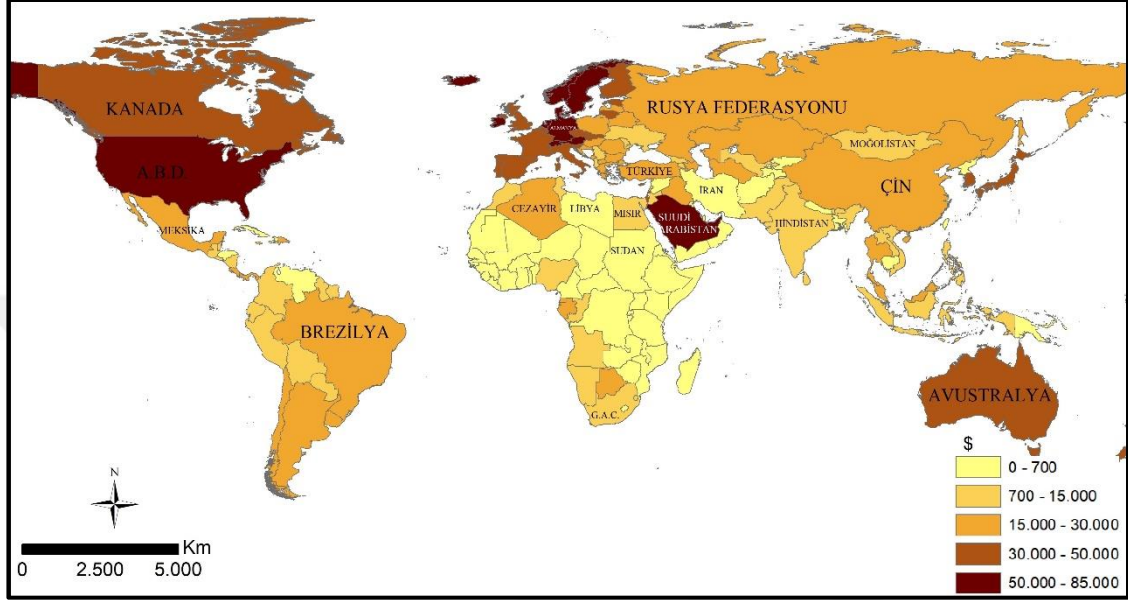 KANADA
A.B.D.
MEKSİKA
BREZİLYA
ALMANYA
RUSYA FEDERASYONU
MOĞOLİSTAN
TÜRKİYE
ÇİN
İRAN
CEZAYİR
LİBYA
MISIR
SUUDİ
ARABİSTAN
HİNDİSTAN
SUDAN
G.A.C.
AVUSTRALYA
N
Km
0 2.500 5.000
$
0 - 700
700 - 15.000
15.000 - 30.000
30.000 - 50.000
50.000 - 85.000